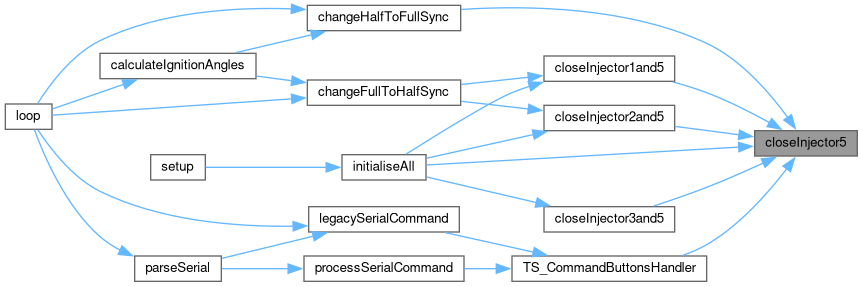 changeHalfToFullSync
calculateIgnitionAngles
closeInjector1and5
changeFullToHalfSync
loop
closeInjector2and5
closeInjector5
setup
initialiseAll
legacySerialCommand
closeInjector3and5
parseSerial
processSerialCommand
TS_CommandButtonsHandler